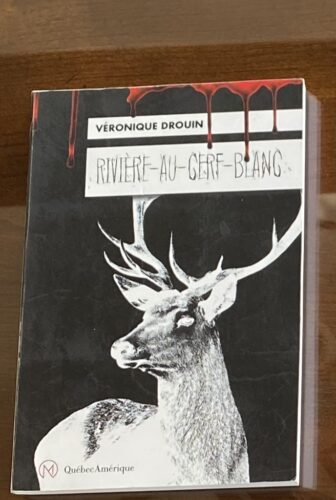 VÉRONIQUE DROUIN
RIVIÈRE-AU-CERF-BLANC
M
QuébecAmérique